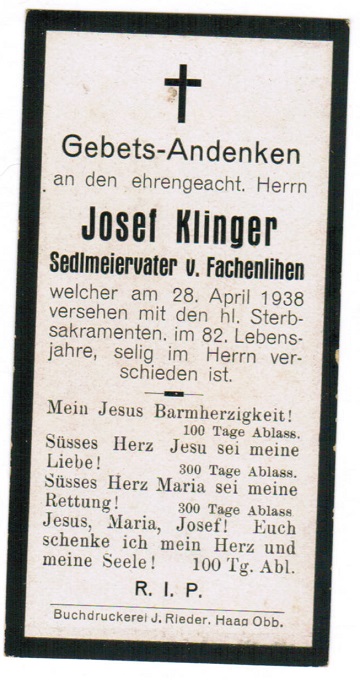 Gebets-Andenken
an den ehrengeacht. Herrn
Josef Klinger
Sedlmeiervater v. Fachenlihen
welcher am 28. April 1938
versehen mit den hl. Sterb-
sakramenten. im 82. Lebens-
jahre, selig im Herrn ver-
schieden ist.
Mein Jesus Barmherzigkeit!
100 Tage Ablass.
Süsses Herz Jesu sei meine
Liebe! 300 Tage Ablass.
Süsses Herz Maria sei meine
Rettung! 300 Tage Ablass
Jesus, Maria, Josef! Euch
schenke ich mein Herz und
meine Seele! 100 Tg. Abl.
R. I. P.
Buchdruckerei J. Rieder. Haag Obb.